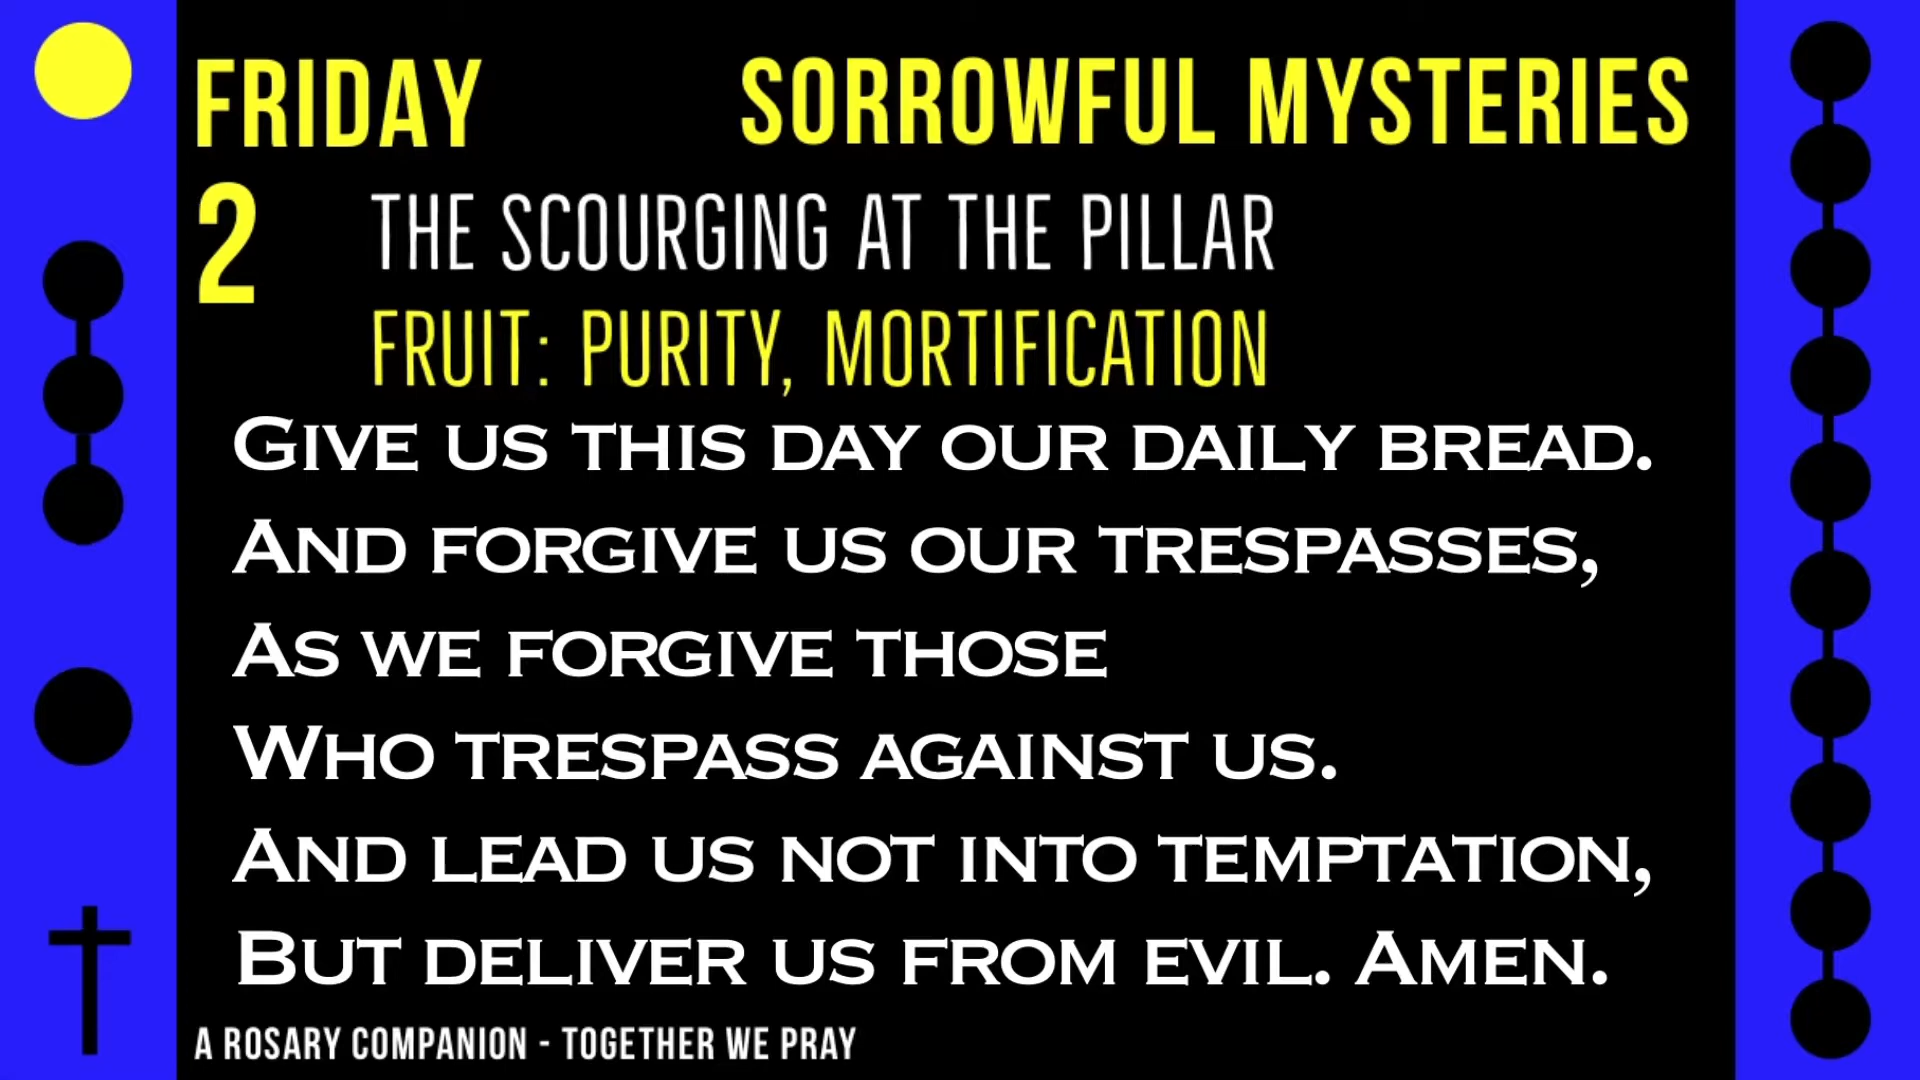 FRIDAY SORROWFUL MYSTERIES
2 THE SCOURGING AT THE PILLAR
FRUIT: PURITY, MORTIFICATION
GIVE US THIS DAY OUR DAILY BREAD.
AND FORGIVE US OUR TRESPASSES,
AS WE FORGIVE THOSE
WHO TRESPASS AGAINST US.
AND LEAD US NOT INTO TEMPTATION,
BUT DELIVER US FROM EVIL. AMEN.
A ROSARY COMPANION - TOGETHER WE PRAY